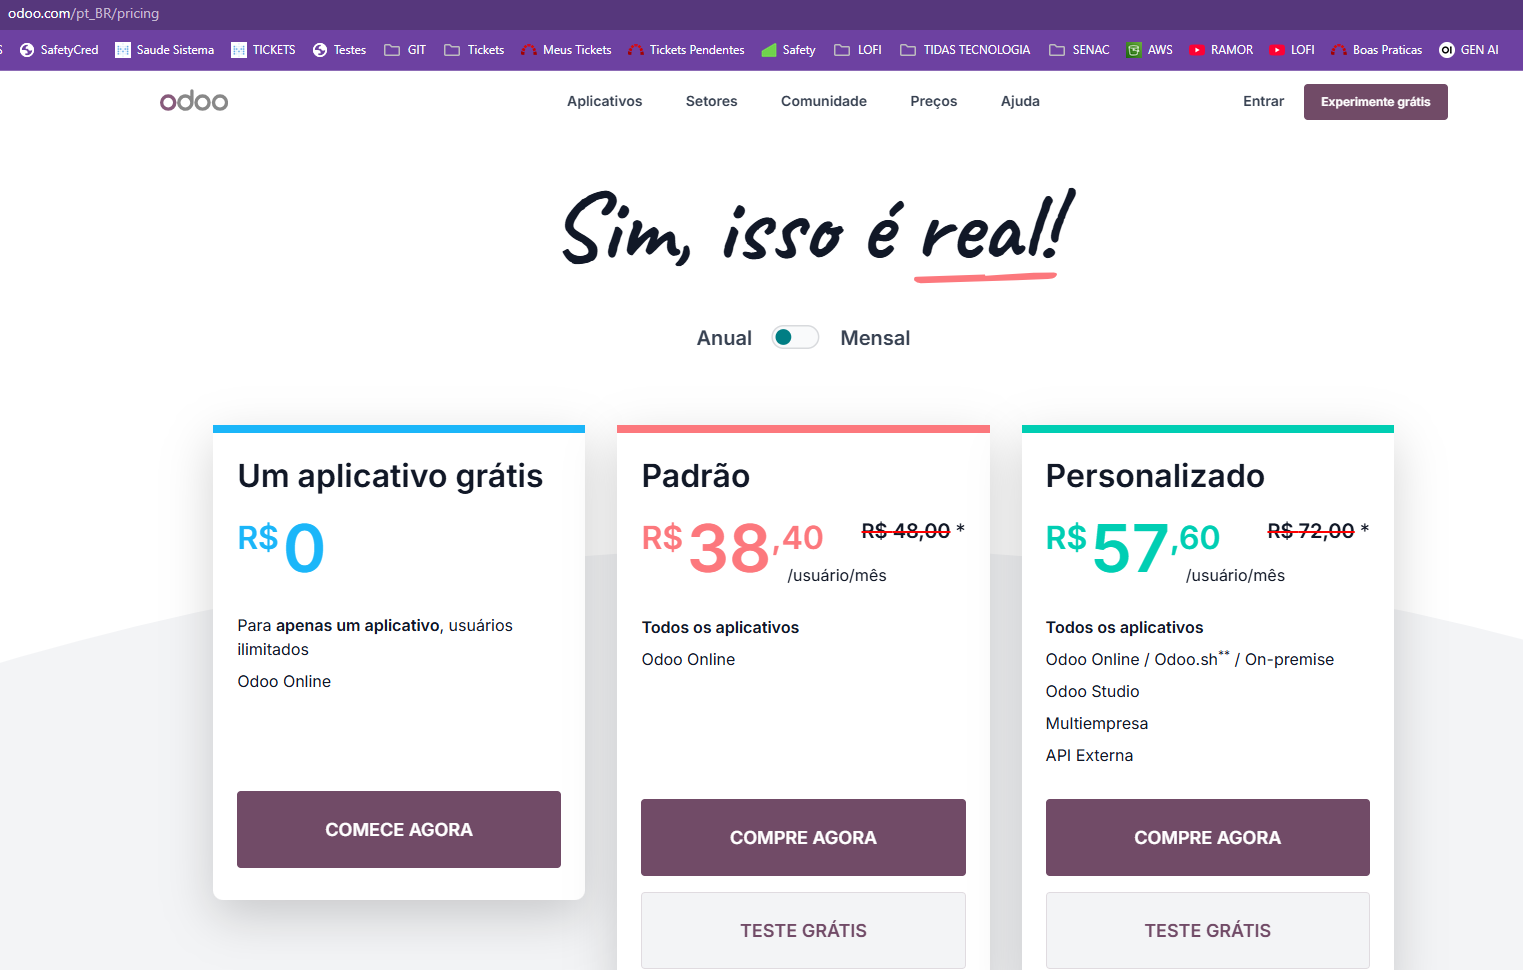 odoo.com/pt_BR/pricing
S SafetyCred Saude Sistema TICKETS Testes GIT Tickets Meus Tickets Tickets Pendentes Safety LOFI TIDAS TECNOLOGIA SENAC AWS RAMOR LOFI Boas Praticas GEN AI
odoo Aplicativos Setores Comunidade Preços Ajuda Entrar Experimente grátis
Sim, isso é real!
Anual Mensal
Um aplicativo grátis
R$ 0
Para apenas um aplicativo, usuários
ilimitados
Odoo Online
COMECE AGORA
Padrão
R$ 38,40 R$ 48,00 *
/usuário/mês
Todos os aplicativos
Odoo Online
COMPRE AGORA
TESTE GRÁTIS
Personalizado
R$ 57,60 R$ 72,00 *
/usuário/mês
Todos os aplicativos
Odoo Online / Odoo.sh** / On-premise
Odoo Studio
Multiempresa
API Externa
COMPRE AGORA
TESTE GRÁTIS